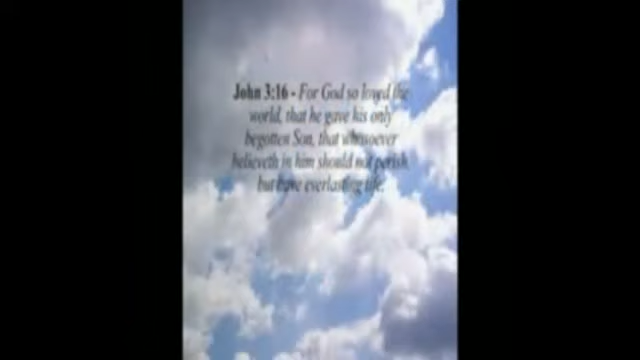 John 3:16 - For God so loved the
world, that he gave his only
begotten Son, that whosoever
believeth in him should not perish,
but have everlasting life.